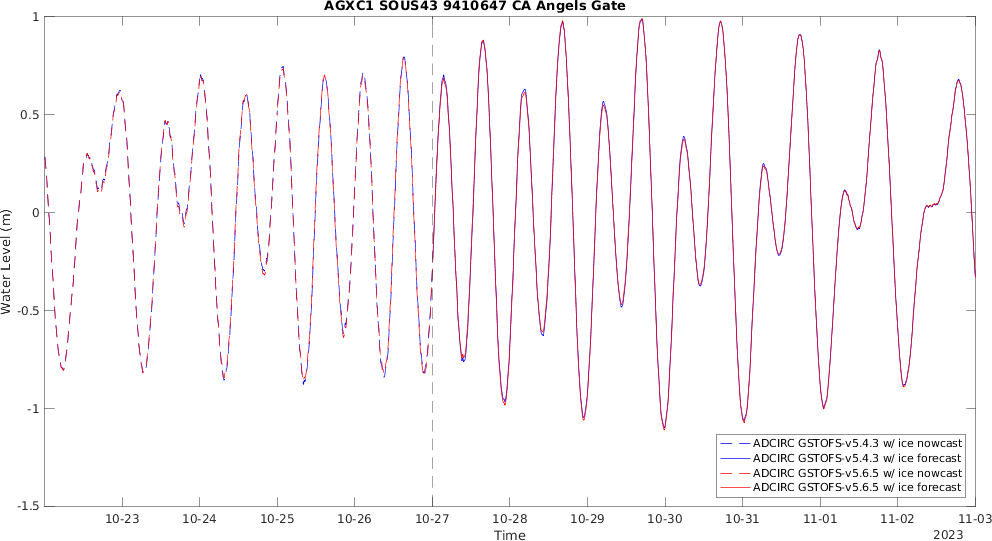 AGXC1 SOUS43 9410647 CA Angels Gate
1
0.5
0
-0.5
-1
-1.5
Water Level (m)
10-23 10-24 10-25 10-26 10-27 10-28 10-29 10-30 10-31 11-01 11-02 11-03
Time
2023
ADCIRC GSTOFS-v5.4.3 w/ ice nowcast
ADCIRC GSTOFS-v5.4.3 w/ ice forecast
ADCIRC GSTOFS-v5.6.5 w/ ice nowcast
ADCIRC GSTOFS-v5.6.5 w/ ice forecast